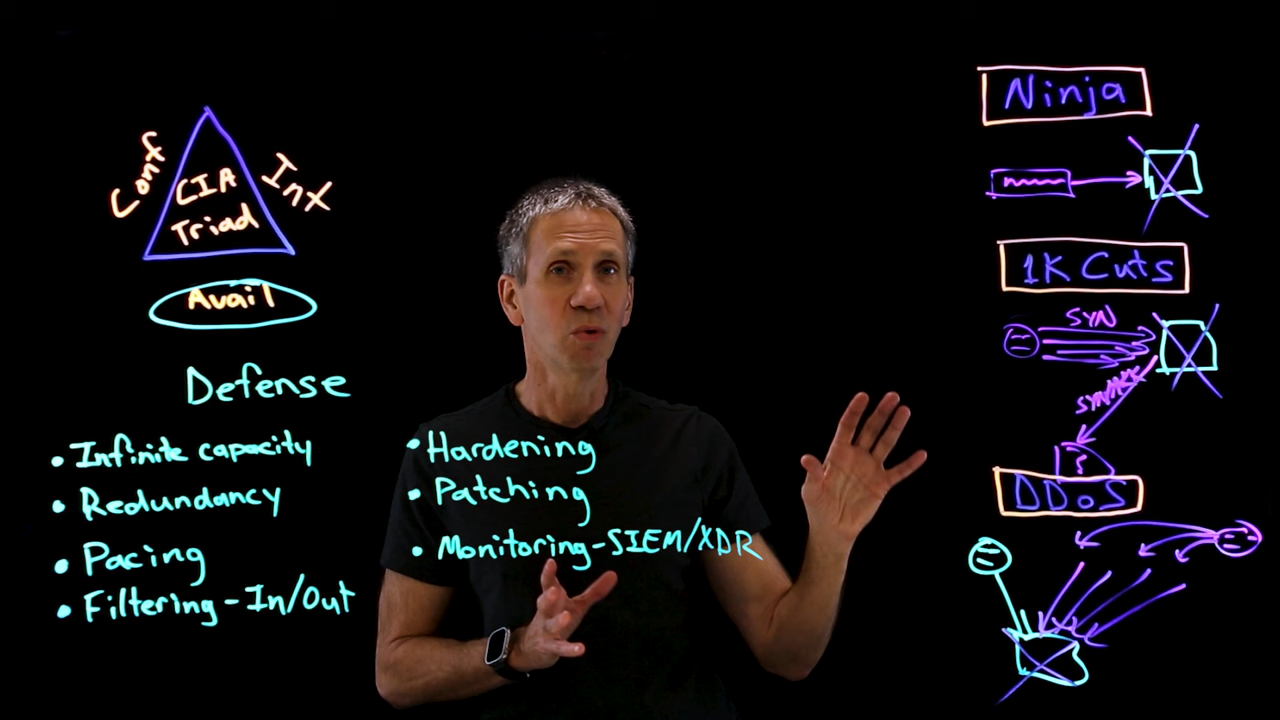 Conf
CIA
Triad
Int
Avail
Defense
• Infinite capacity
• Redundancy
• Pacing
• Filtering - In/Out
• Hardening
• Patching
• Monitoring - SIEM/XDR
Ninja
1K Cuts
SYN
SYN/ACK
?
DDoS